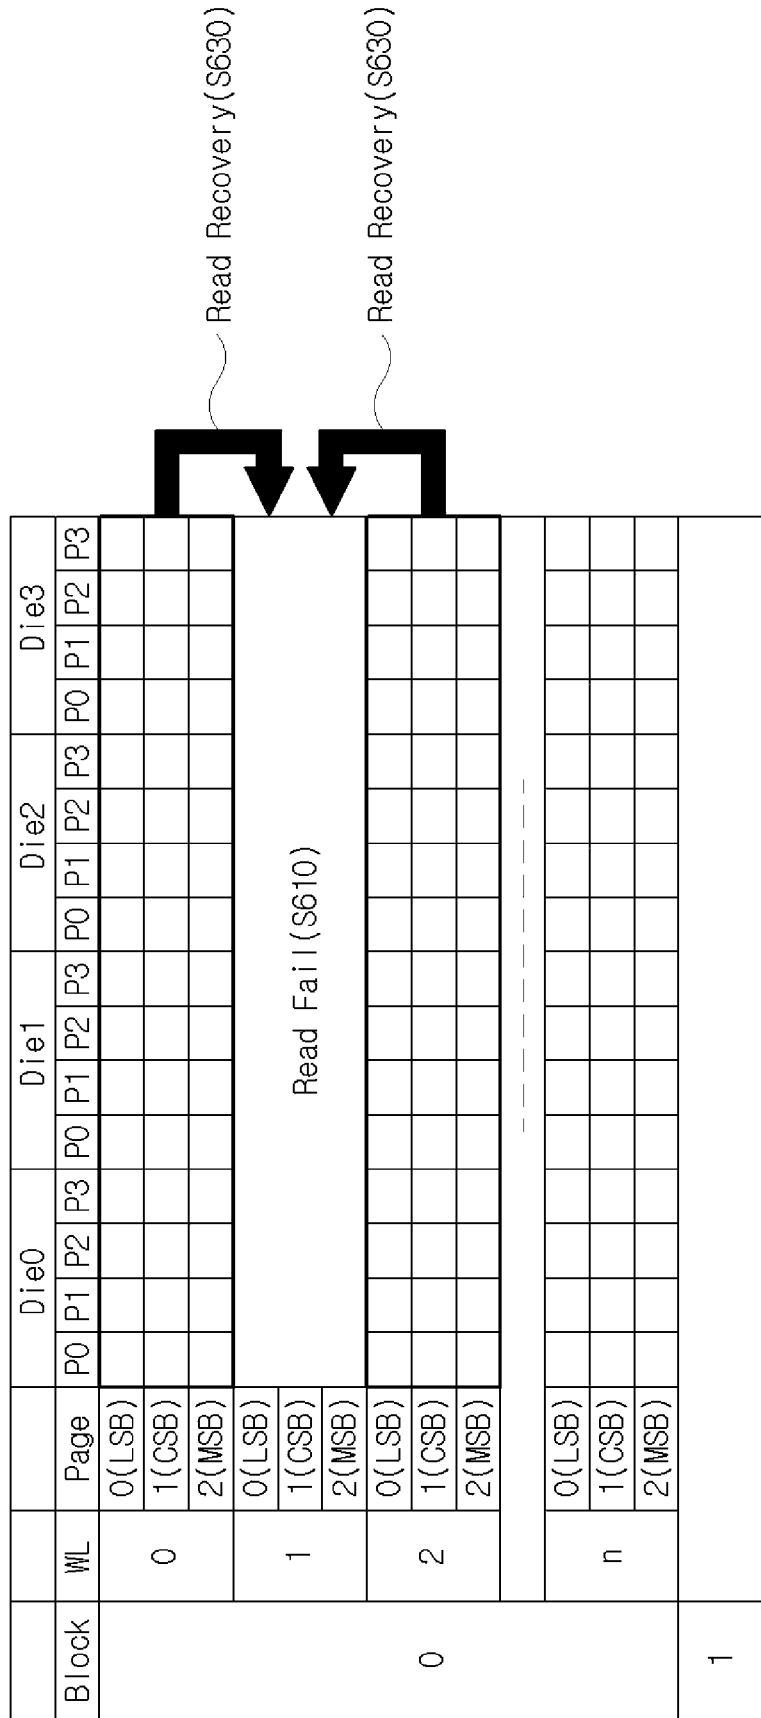 Die0 Die1 Die2 Die3
Block WL Page P0 P1 P2 P3 P0 P1 P2 P3 P0 P1 P2 P3 P0 P1 P2 P3
0 0 0(LSB)
1(CSB)
2(MSB)
Read Recovery(S630)
1 0(LSB)
1(CSB)
2(MSB)
Read Fail(S610)
2 0(LSB)
1(CSB)
2(MSB)
Read Recovery(S630)
n 0(LSB)
1(CSB)
2(MSB)
1